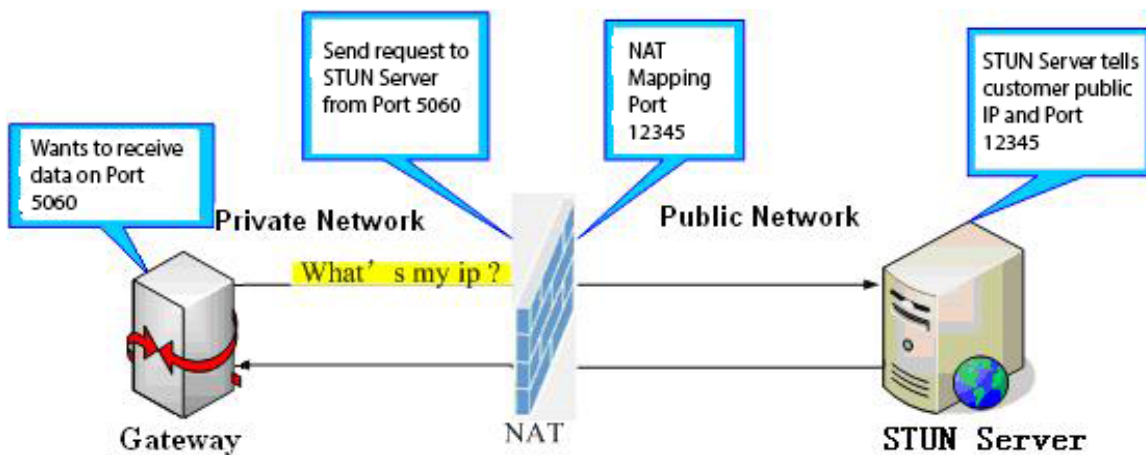 Send request to
STUN Server
from Port 5060
NAT
Mapping
Port
12345
STUN Server tells
customer public
IP and Port
12345
Wants to receive
data on Port
5060
Private Network
Public Network
What's my ip ?
Gateway
NAT
STUN Server